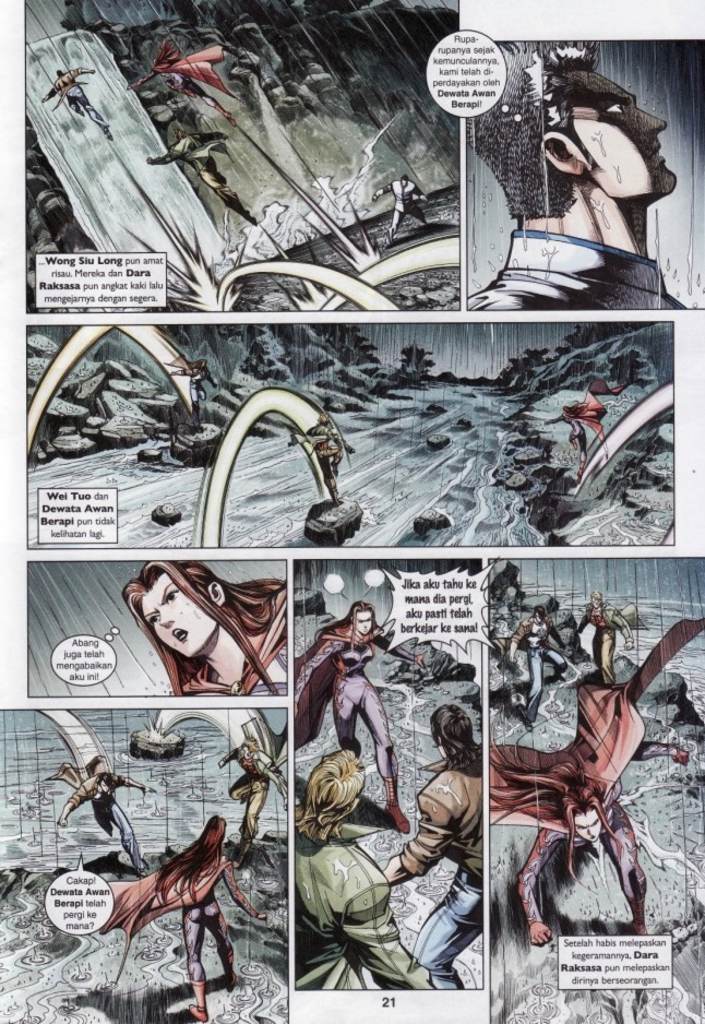 ...Wong Siu Long pun amat
risau. Mereka dan Dara
Raksasa pun angkat kaki lalu
mengejarnya dengan segera.
Rupa-
rupanya sejak
kemunculannya,
kami telah di-
perdayakan oleh
Dewata Awan
Berapi!
Wei Tuo dan
Dewata Awan
Berapi pun tidak
kelihatan lagi.
Abang
juga telah
mengabaikan
aku ini!
Cakap!
Dewata Awan
Berapi telah
pergi ke
mana?
Jika aku tahu ke
mana dia pergi,
aku pasti telah
berkejar ke sana!
Setelah habis melepaskan
kegeramannya, Dara
Raksasa pun melepaskan
dirinya berseorangan.
21